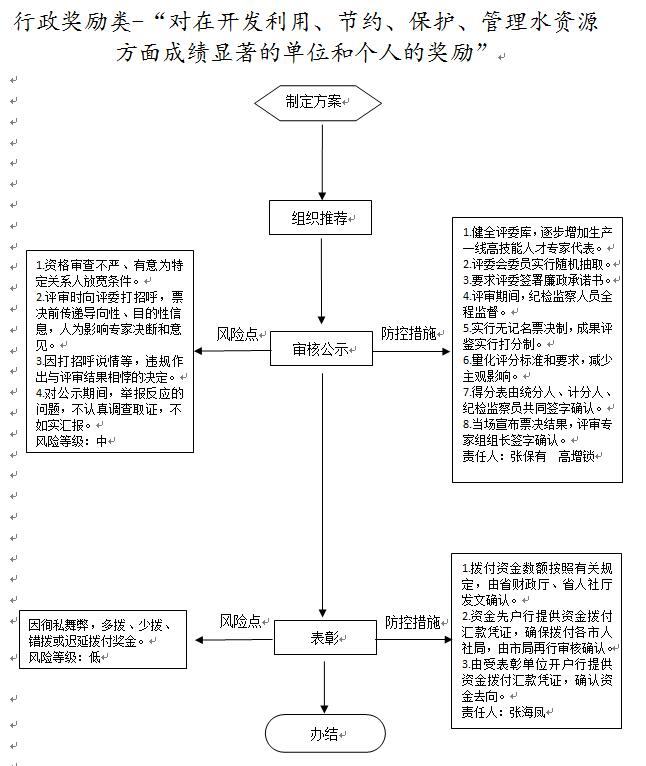 行政奖励类-“对在开发利用、节约、保护、管理水资源
方面成绩显著的单位和个人的奖励”
制定方案
组织推荐
1.资格审查不严、有意为特
定关系人放宽条件。
2.评审时向评委打招呼，票
决前传递导向性、目的性信
息，人为影响专家决断和意
见。
3.因打招呼说情等，违规作
出与评审结果相悖的决定。
4.对公示期间，举报反应的
问题，不认真调查取证，不
如实汇报。
风险等级：中
风险点
审核公示
防控措施
1.健全评委库，逐步增加生产
一线高技能人才专家代表。
2.评委会委员实行随机抽取。
3.要求评委签署廉政承诺书。
4.评审期间，纪检监察人员全
程监督。
5.实行无记名票决制，成果评
鉴实行打分制。
6.量化评分标准和要求，减少
主观影响。
7.得分表由统分人、计分人、
纪检监察员共同签字确认。
8.当场宣布票决结果，评审专
家组组长签字确认。
责任人：张保有　高增锁
因徇私舞弊，多拨、少拨、
错拨或迟延拨付奖金。
风险等级：低
风险点
表彰
防控措施
1.拨付资金数额按照有关规
定，由省财政厅、省人社厅
发文确认。
2.资金先户行提供资金拨付
汇款凭证，确保拨付各市人
社局，由市局再行审核确认。
3.由受表彰单位开户行提供
资金拨付汇款凭证，确认资
金去向。
责任人：张海凤
办结